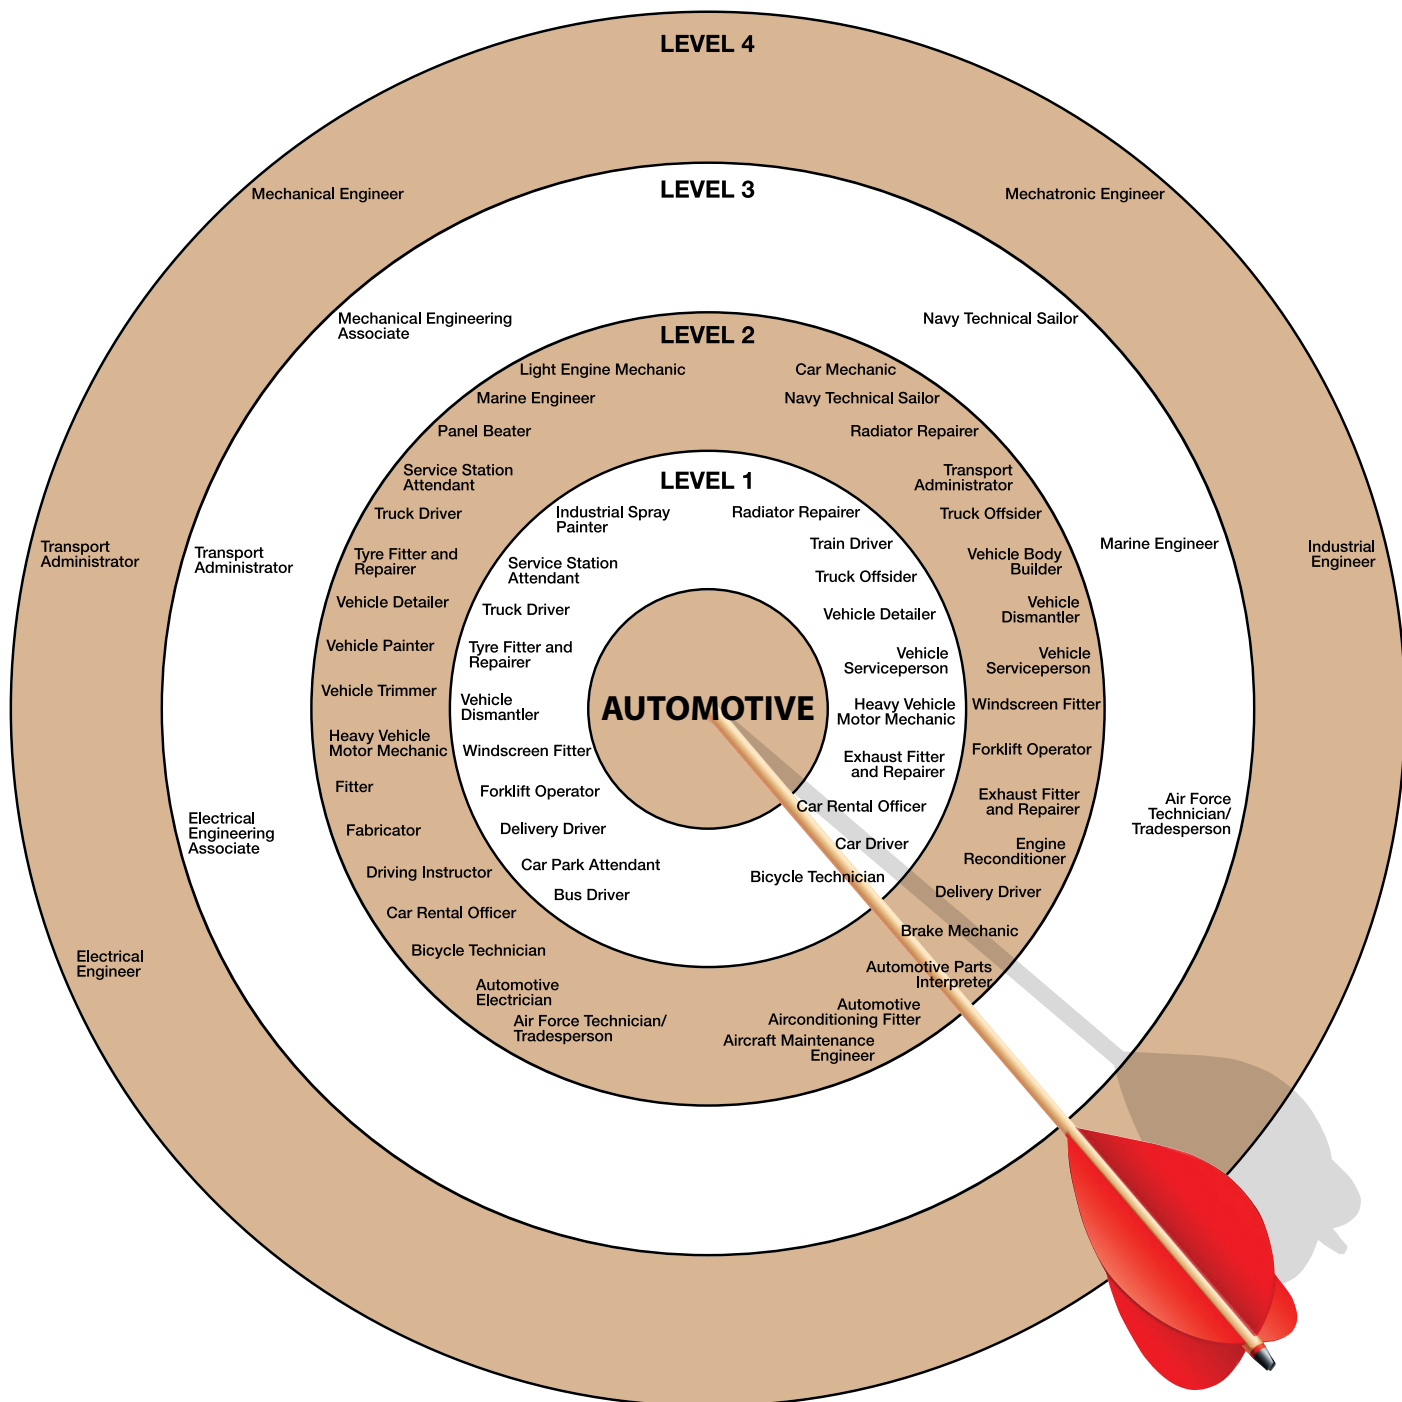 LEVEL 4
Mechanical Engineer
Mechatronic Engineer
Transport
Administrator
Industrial
Engineer
Electrical
Engineer
LEVEL 3
Mechanical Engineering
Associate
Navy Technical Sailor
Transport
Administrator
Marine Engineer
Electrical
Engineering
Associate
Air Force
Technician/
Tradesperson
LEVEL 2
Light Engine Mechanic
Marine Engineer
Panel Beater
Service Station
Attendant
Truck Driver
Tyre Fitter and
Repairer
Vehicle Detailer
Vehicle Painter
Vehicle Trimmer
Heavy Vehicle
Motor Mechanic
Fitter
Fabricator
Driving Instructor
Car Rental Officer
Bicycle Technician
Automotive
Electrician
Air Force Technician/
Tradesperson
Car Mechanic
Navy Technical Sailor
Radiator Repairer
Transport
Administrator
Truck Offsider
Vehicle Body
Builder
Vehicle
Dismantler
Vehicle
Serviceperson
Windscreen Fitter
Forklift Operator
Exhaust Fitter
and Repairer
Engine
Reconditioner
Delivery Driver
Brake Mechanic
Automotive Parts
Interpreter
Automotive
Airconditioning Fitter
Aircraft Maintenance
Engineer
LEVEL 1
Industrial Spray
Painter
Service Station
Attendant
Truck Driver
Tyre Fitter and
Repairer
Vehicle
Dismantler
Windscreen Fitter
Forklift Operator
Delivery Driver
Car Park Attendant
Bus Driver
Radiator Repairer
Train Driver
Truck Offsider
Vehicle Detailer
Vehicle
Serviceperson
Heavy Vehicle
Motor Mechanic
Exhaust Fitter
and Repairer
Car Rental Officer
Car Driver
Bicycle Technician
AUTOMOTIVE